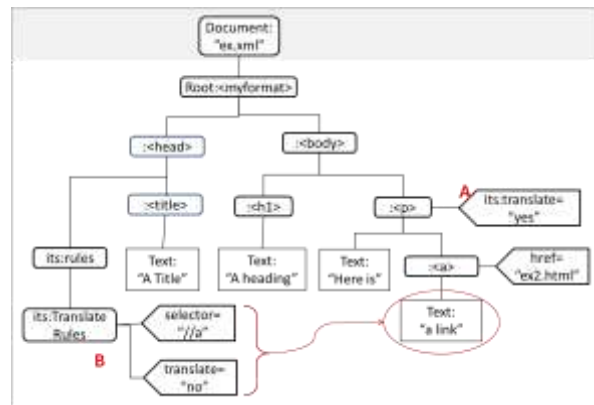 Document:
"ex.xml"
Root:<myformat>
:<head>
:<body>
:<title>
:<h1>
:<p>
A
its:translate=
"yes"
its:rules
Text:
"A Title"
Text:
"A heading"
Text:
"Here is"
:<a>
href=
"ex2.html"
its:Translate
Rules
selector=
"//a"
Text:
"a link"
B
translate=
"no"